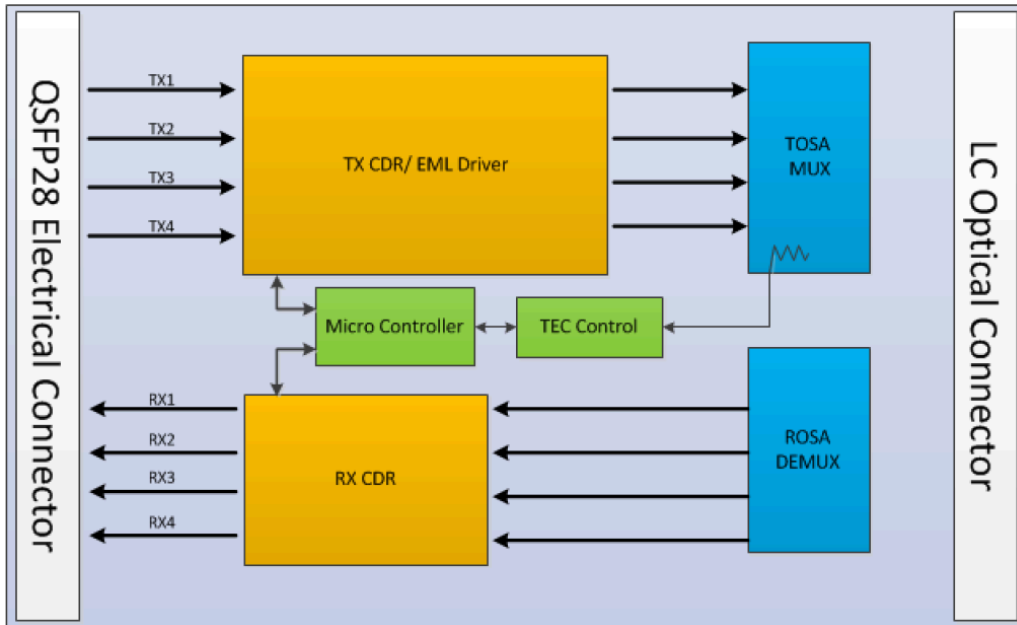 QSFP28 Electrical Connector
TX1
TX2
TX3
TX4
TX CDR/ EML Driver
TOSA
MUX
LC Optical Connector
Micro Controller
TEC Control
RX1
RX2
RX3
RX4
RX CDR
ROSA
DEMUX